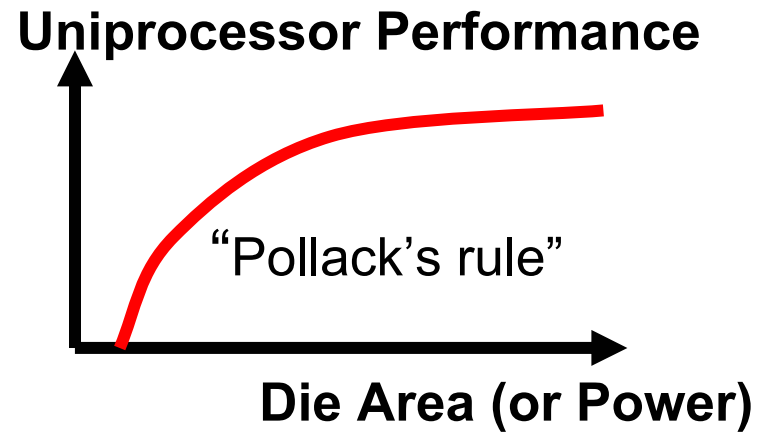 Uniprocessor Performance
“Pollack’s rule”
Die Area (or Power)